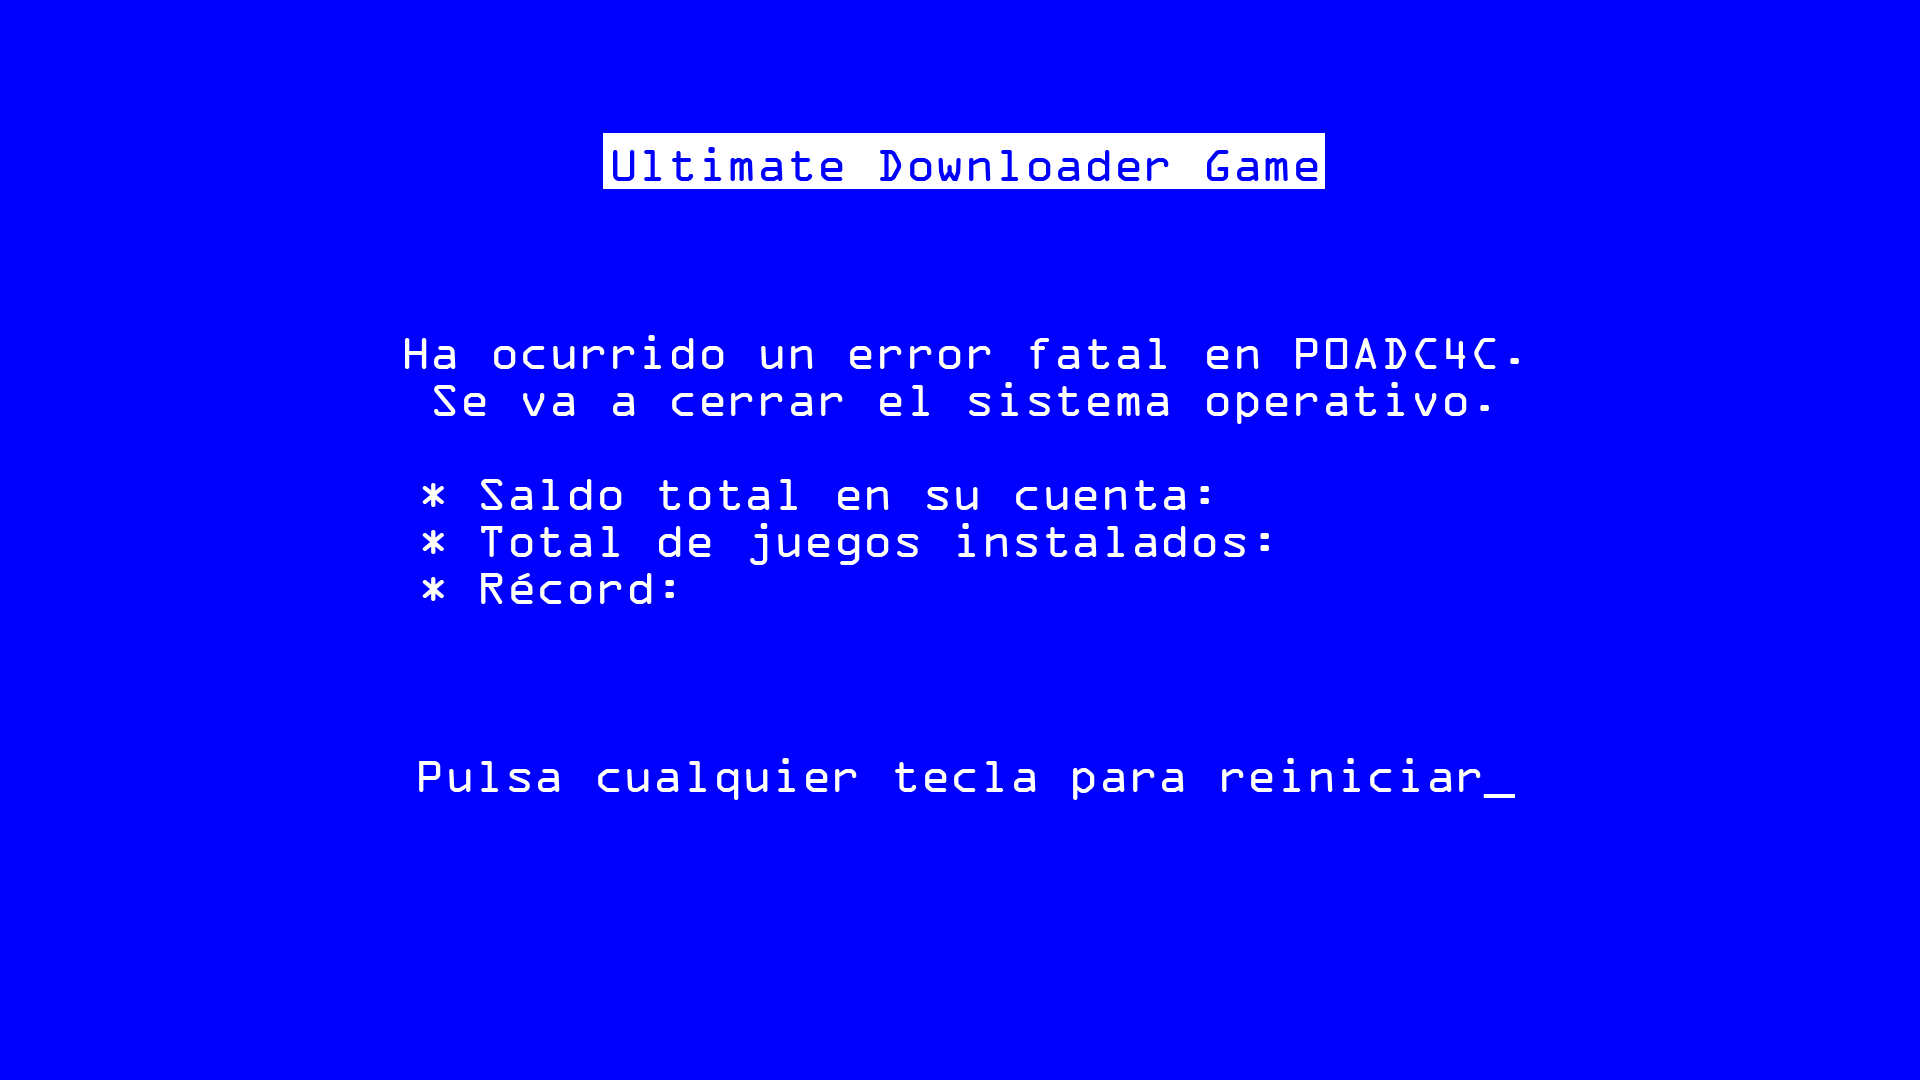 Ultimate Downloader Game
Ha ocurrido un error fatal en P0ADC4C.
Se va a cerrar el sistema operativo.
* Saldo total en su cuenta:
* Total de juegos instalados:
* Récord:
Pulsa cualquier tecla para reiniciar_